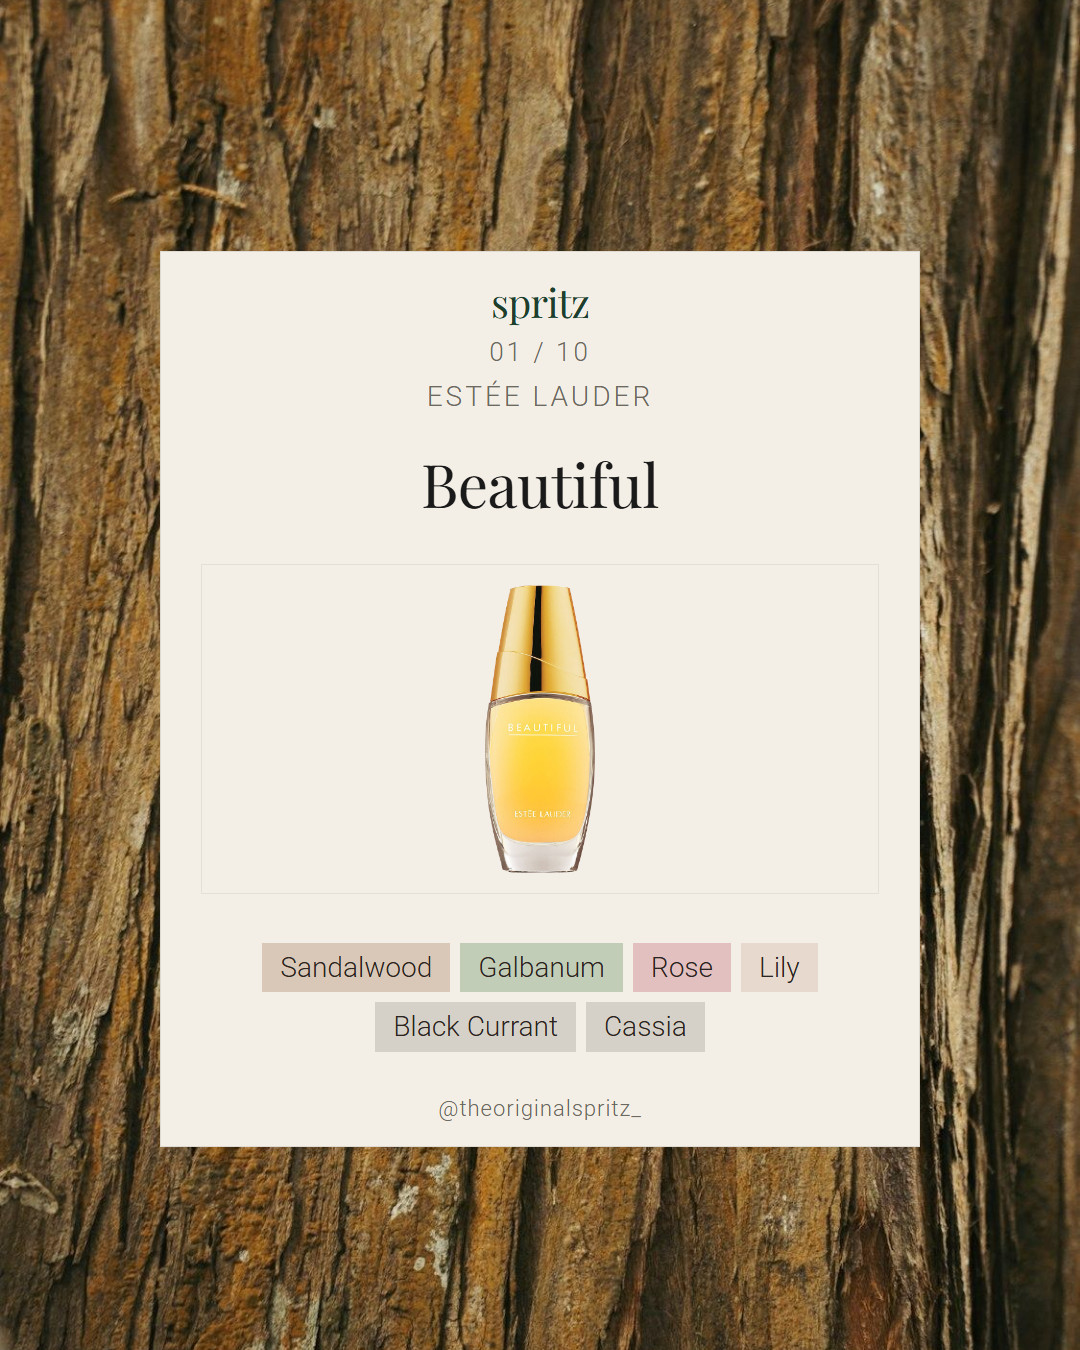 spritz
01 / 10
ESTÉE LAUDER
Beautiful
BEAUTIFUL
ESTÉE LAUDER
Sandalwood Galbanum Rose Lily
Black Currant Cassia
@theoriginalspritz_